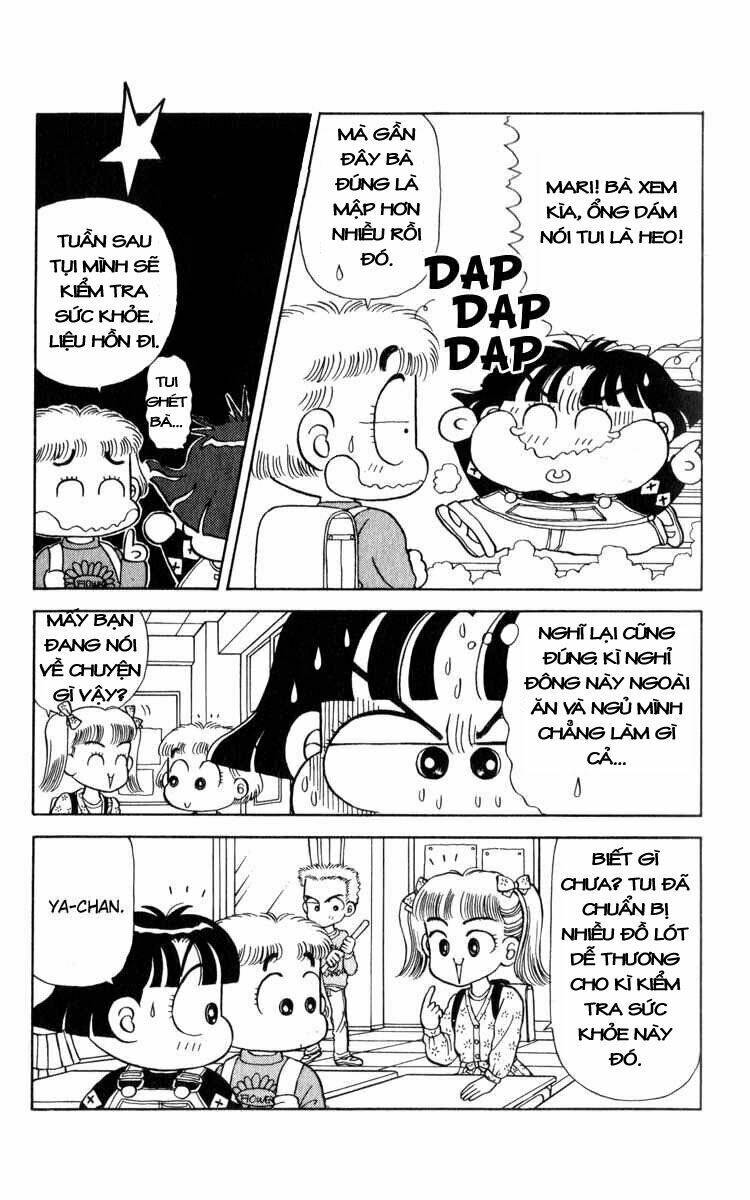 MARI! BÀ XEM
KÌA, ỔNG DÁM
NÓI TUI LÀ HEO!
MÀ GẦN
ĐÂY BÀ
ĐÚNG LÀ
MẬP HƠN
NHIỀU RỒI
ĐÓ.
DAP
DAP
DAP
TUẦN SAU
TỤI MÌNH SẼ
KIỂM TRA
SỨC KHỎE.
LIỆU HỒN ĐI.
TUI
GHÉT
BÀ...
FLOWER
NGHĨ LẠI CŨNG
ĐÚNG. KÌ NGHỈ
ĐÔNG NÀY NGOÀI
ĂN VÀ NGỦ MÌNH
CHẲNG LÀM GÌ
CẢ...
MẤY BẠN
ĐANG NÓI
VỀ CHUYỆN
GÌ VẬY?
BIẾT GÌ
CHƯA? TUI ĐÃ
CHUẨN BỊ
NHIỀU ĐỒ LÓT
DỄ THƯƠNG
CHO KÌ KIỂM
TRA SỨC
KHỎE NÀY
ĐÓ.
YA-CHAN.
FLOWER